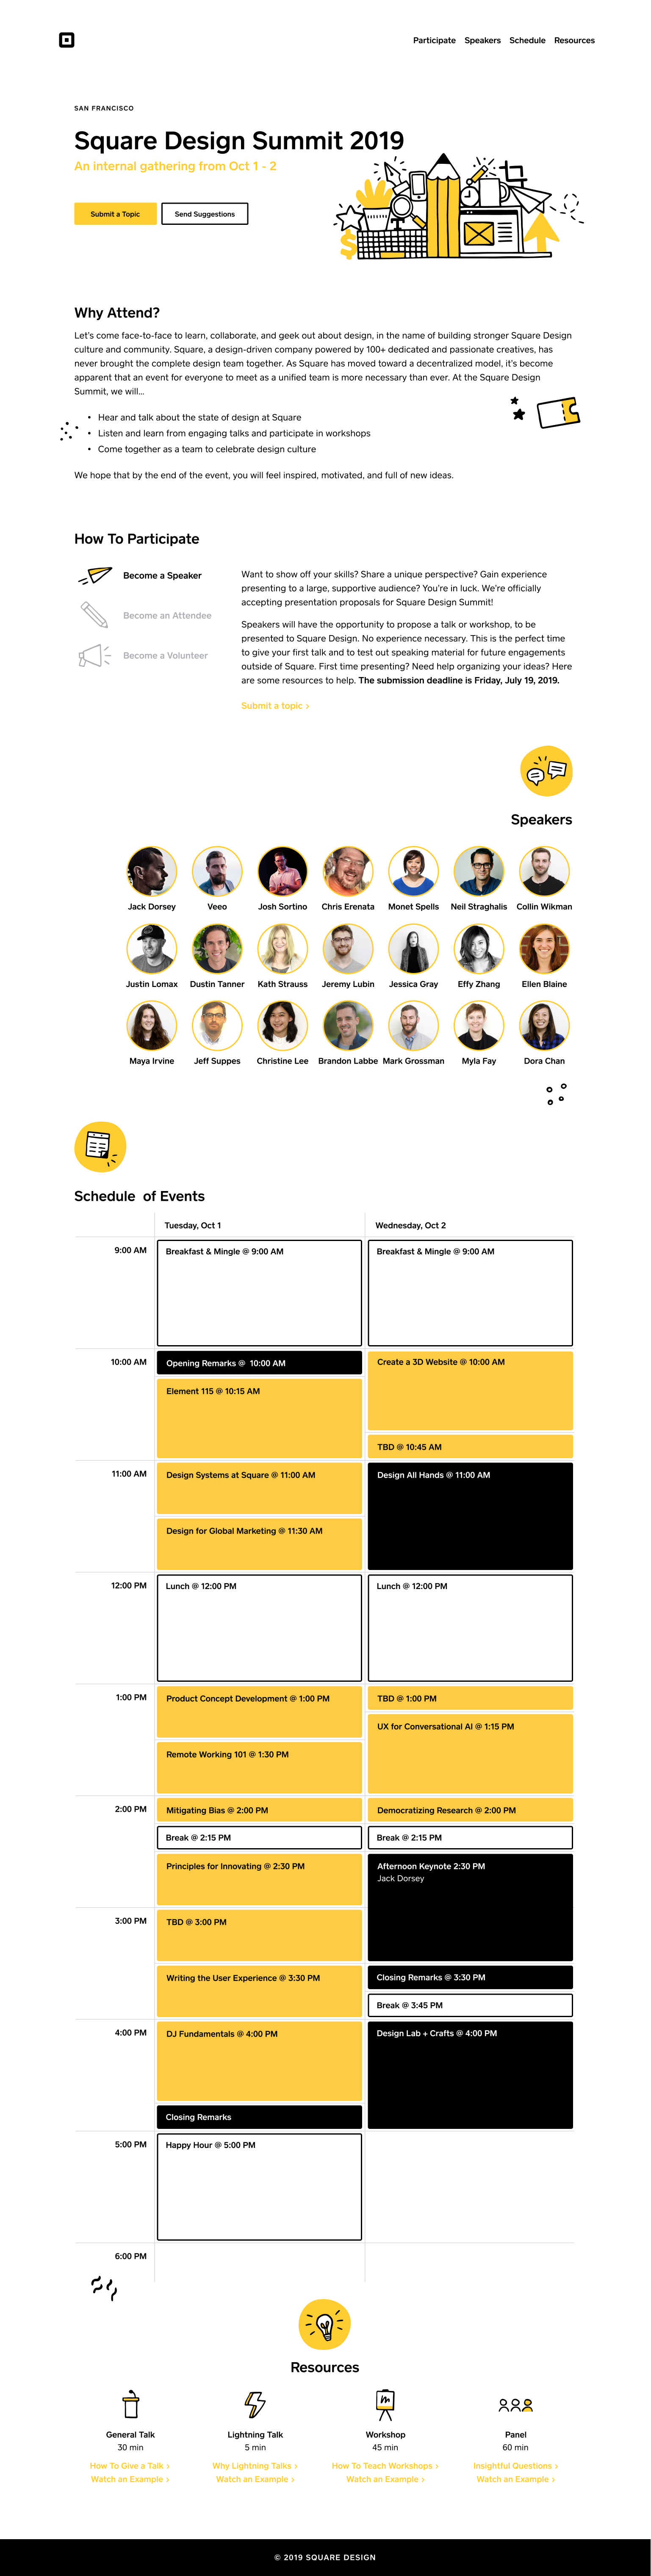 Participate Speakers Schedule Resources
SAN FRANCISCO
Square Design Summit 2019
An internal gathering from Oct 1 - 2
Submit a Topic Send Suggestions
Why Attend?
Let's come face-to-face to learn, collaborate, and geek out about design, in the name of building stronger Square Design
culture and community. Square, a design-driven company powered by 100+ dedicated and passionate creatives, has
never brought the complete design team together. As Square has moved toward a decentralized model, it's become
apparent that an event for everyone to meet as a unified team is more necessary than ever. At the Square Design
Summit, we will...
• Hear and talk about the state of design at Square
• Listen and learn from engaging talks and participate in workshops
• Come together as a team to celebrate design culture
We hope that by the end of the event, you will feel inspired, motivated, and full of new ideas.
How To Participate
Become a Speaker
Become an Attendee
Become a Volunteer
Want to show off your skills? Share a unique perspective? Gain experience
presenting to a large, supportive audience? You're in luck. We're officially
accepting presentation proposals for Square Design Summit!
Speakers will have the opportunity to propose a talk or workshop, to be
presented to Square Design. No experience necessary. This is the perfect time
to give your first talk and to test out speaking material for future engagements
outside of Square. First time presenting? Need help organizing your ideas? Here
are some resources to help. The submission deadline is Friday, July 19, 2019.
Submit a topic >
Speakers
Jack Dorsey Veeo Josh Sortino Chris Erenata Monet Spells Neil Straghalis Collin Wikman
Justin Lomax Dustin Tanner Kath Strauss Jeremy Lubin Jessica Gray Effy Zhang Ellen Blaine
Maya Irvine Jeff Suppes Christine Lee Brandon Labbe Mark Grossman Myla Fay Dora Chan
Schedule of Events
Tuesday, Oct 1 Wednesday, Oct 2
9:00 AM Breakfast & Mingle @ 9:00 AM Breakfast & Mingle @ 9:00 AM
10:00 AM Opening Remarks @ 10:00 AM Create a 3D Website @ 10:00 AM
Element 115 @ 10:15 AM
TBD @ 10:45 AM
11:00 AM Design Systems at Square @ 11:00 AM Design All Hands @ 11:00 AM
Design for Global Marketing @ 11:30 AM
12:00 PM Lunch @ 12:00 PM Lunch @ 12:00 PM
1:00 PM Product Concept Development @ 1:00 PM TBD @ 1:00 PM
UX for Conversational AI @ 1:15 PM
Remote Working 101 @ 1:30 PM
2:00 PM Mitigating Bias @ 2:00 PM Democratizing Research @ 2:00 PM
Break @ 2:15 PM Break @ 2:15 PM
Principles for Innovating @ 2:30 PM Afternoon Keynote 2:30 PM
Jack Dorsey
3:00 PM TBD @ 3:00 PM
Writing the User Experience @ 3:30 PM Closing Remarks @ 3:30 PM
Break @ 3:45 PM
4:00 PM DJ Fundamentals @ 4:00 PM Design Lab + Crafts @ 4:00 PM
Closing Remarks
5:00 PM Happy Hour @ 5:00 PM
6:00 PM
Resources
General Talk Lightning Talk Workshop Panel
30 min 5 min 45 min 60 min
How To Give a Talk > Why Lightning Talks > How To Teach Workshops > Insightful Questions >
Watch an Example > Watch an Example > Watch an Example > Watch an Example >
© 2019 SQUARE DESIGN